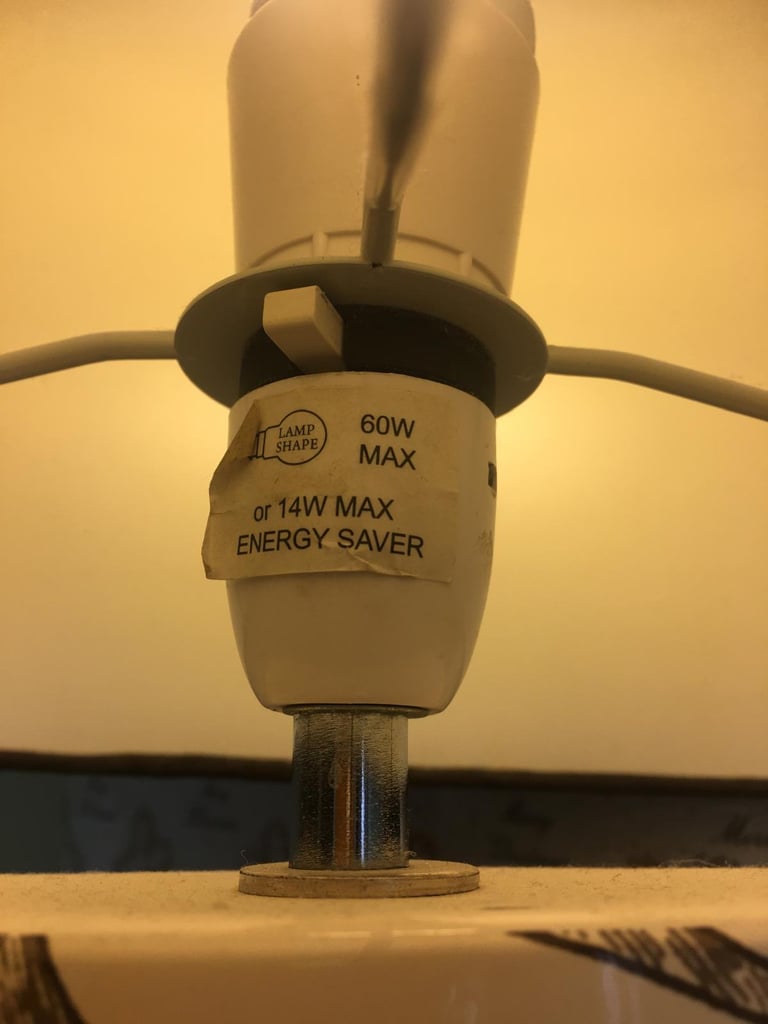 LAMP
SHAPE
60W
MAX
or 14W MAX
ENERGY SAVER